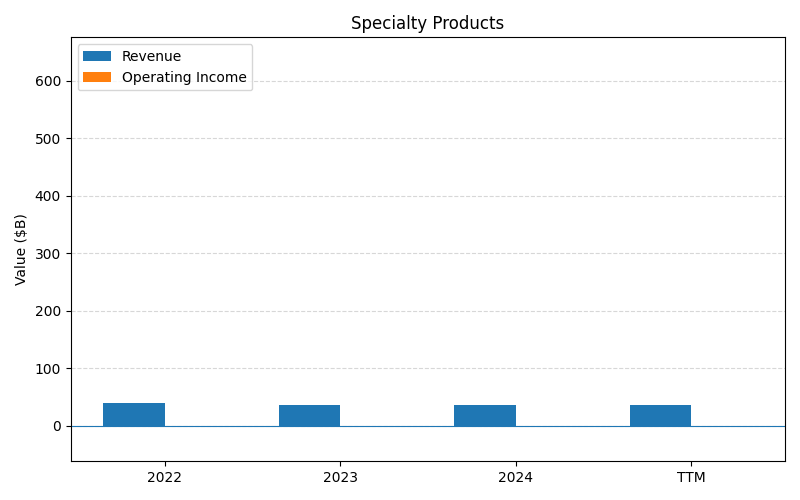 Specialty Products
Revenue
Operating Income
Value ($B)
600
500
400
300
200
100
0
2022 2023 2024 TTM